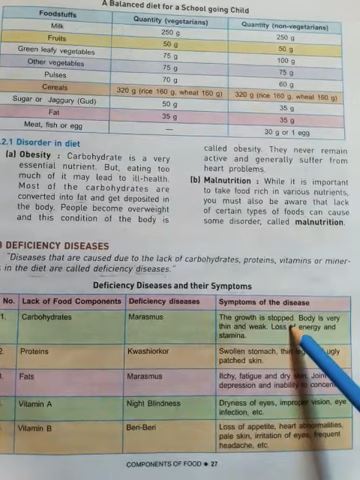 A Balanced diet for a School going Child
Foodstuffs Quantity (vegetarians) Quantity (non-vegetarians)
Milk 250 g 250 g
Fruits 50 g 50 g
Green leafy vegetables 75 g 100 g
Other vegetables 75 g 75 g
Pulses 70 g 60 g
Cereals 320 g (rice 160 g, wheat 160 g) 320 g (rice 160 g, wheat 160 g)
Sugar or Jaggury (Gud) 50 g 35 g
Fat 35 g 35 g
Meat, fish or egg — 30 g or 1 egg
.2.1 Disorder in diet
(a) Obesity : Carbohydrate is a very
essential nutrient. But, eating too
much of it may lead to ill-health.
Most of the carbohydrates are
converted into fat and get deposited
in the body. People become overweight
and this condition of the body is
called obesity. They never remain
active and generally suffer from
heart problems.
(b) Malnutrition : While it is important
to take food rich in various nutrients,
you must also be aware that lack
of certain types of foods can cause
some disorder, called malnutrition.
DEFICIENCY DISEASES
"Diseases that are caused due to the lack of carbohydrates, proteins, vitamins or miner-
in the diet are called deficiency diseases."
Deficiency Diseases and their Symptoms
No. Lack of Food Components Deficiency diseases Symptoms of the disease
1. Carbohydrates Marasmus The growth is stopped. Body is very
thin and weak. Loss of energy and
stamina.
2. Proteins Kwashiorkor Swollen stomach, ugly
patched skin.
Fats Marasmus Itchy, fatigue and dry skin, Joint
depression and inability to
Vitamin A Night Blindness Dryness of eyes, improper vision, eye
infection, etc.
Vitamin B Beri-Beri Loss of appetite, heart abnormalities,
pale skin, irritation of eyes, frequent
headache, etc.
COMPONENTS OF FOOD • 27